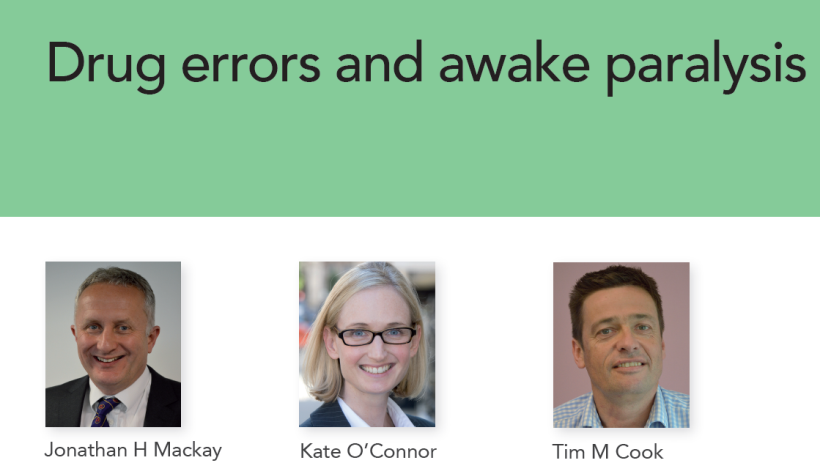 Drug errors and awake paralysis
Jonathan H Mackay
Kate O’Connor
Tim M Cook